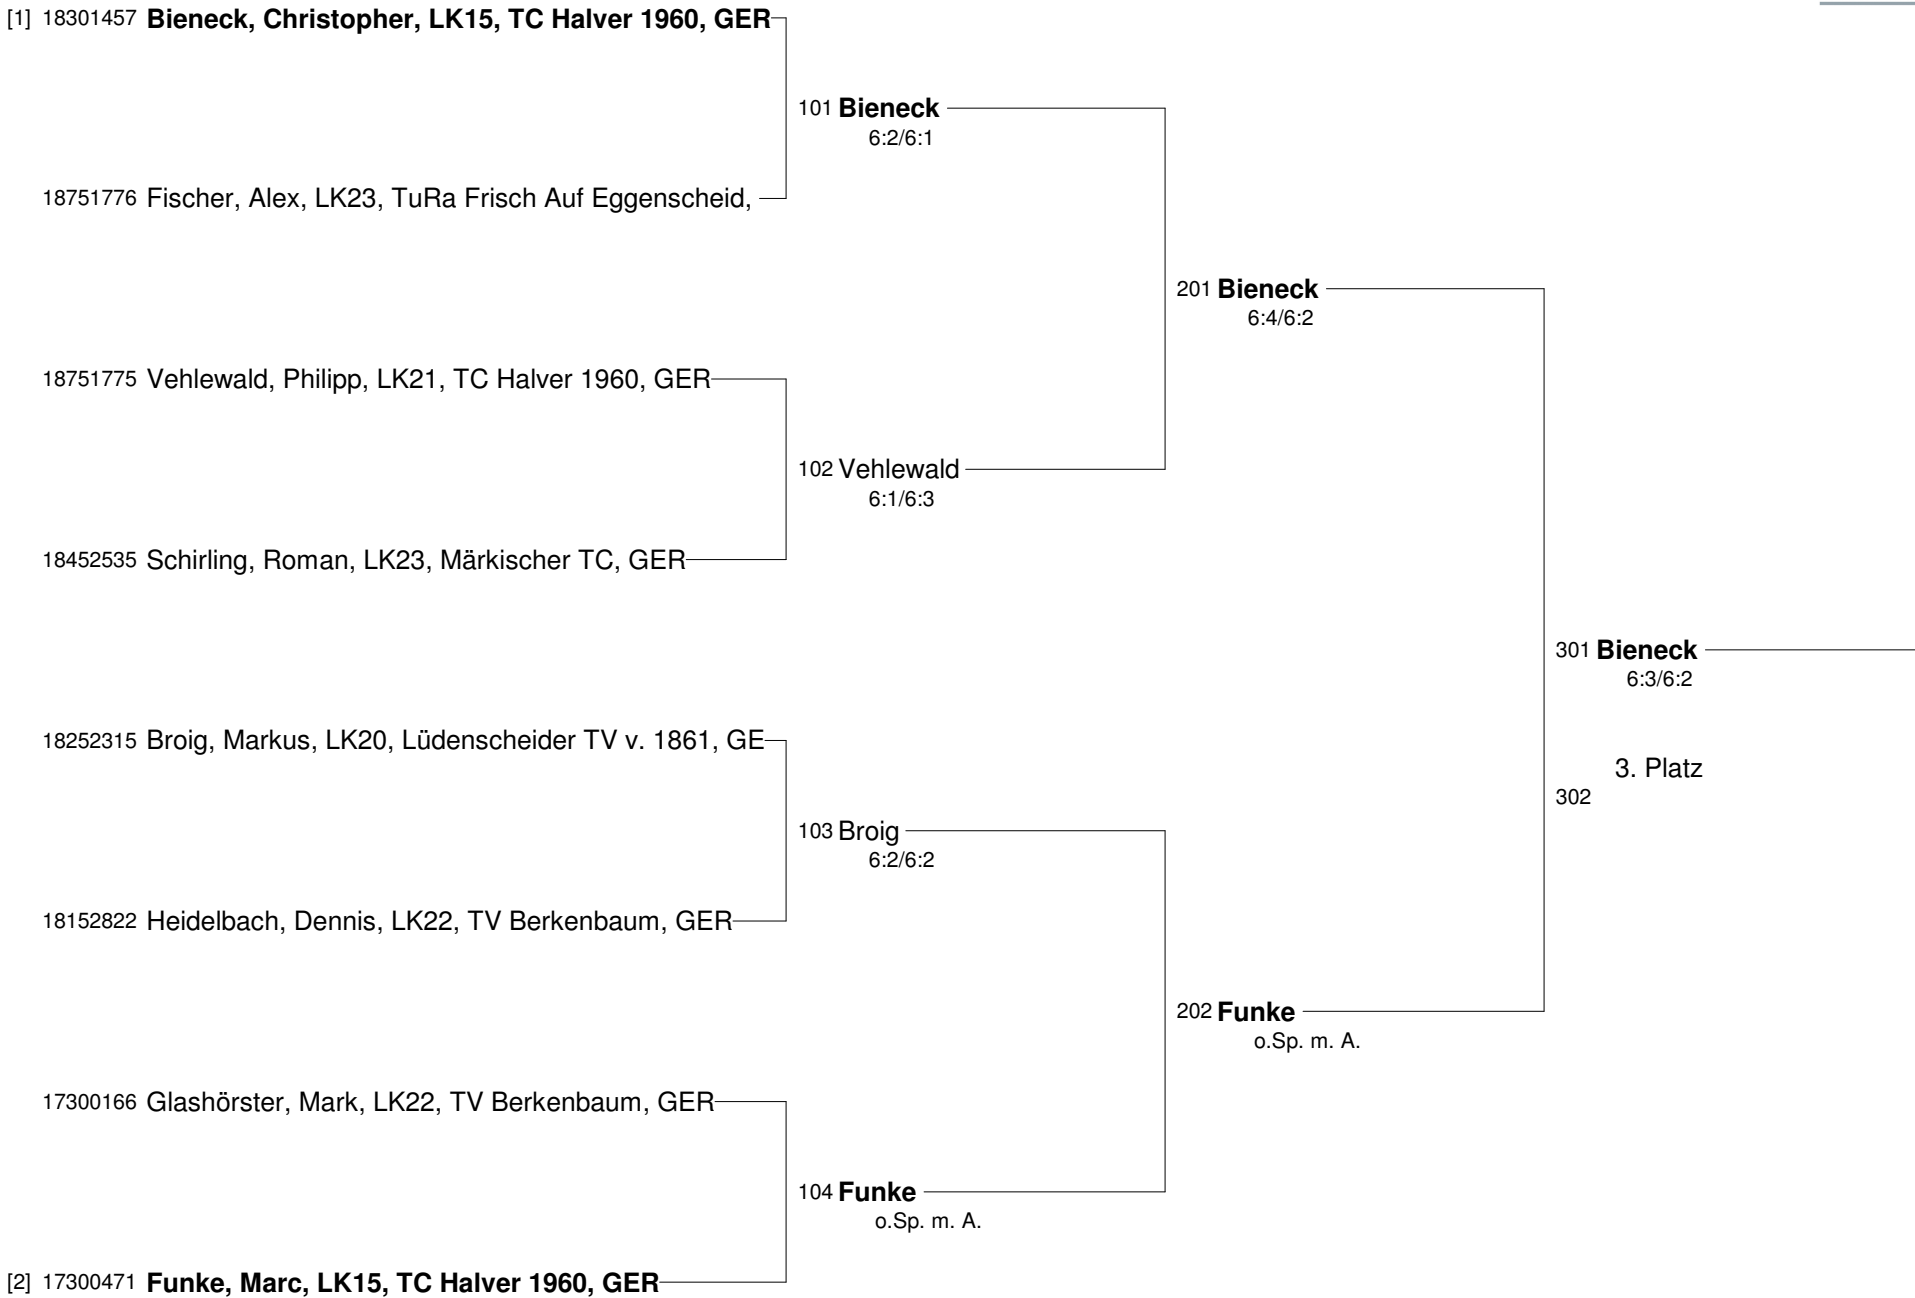 [1] 18301457 Bieneck, Christopher, LK15, TC Halver 1960, GER
101 Bieneck
6:2/6:1
18751776 Fischer, Alex, LK23, TuRa Frisch Auf Eggenscheid,
201 Bieneck
6:4/6:2
18751775 Vehlewald, Philipp, LK21, TC Halver 1960, GER
102 Vehlewald
6:1/6:3
18452535 Schirling, Roman, LK23, Märkischer TC, GER
301 Bieneck
6:3/6:2
18252315 Broig, Markus, LK20, Lüdenscheider TV v. 1861, GE
3. Platz
302
103 Broig
6:2/6:2
18152822 Heidelbach, Dennis, LK22, TV Berkenbaum, GER
202 Funke
o.Sp. m. A.
17300166 Glashörster, Mark, LK22, TV Berkenbaum, GER
104 Funke
o.Sp. m. A.
[2] 17300471 Funke, Marc, LK15, TC Halver 1960, GER